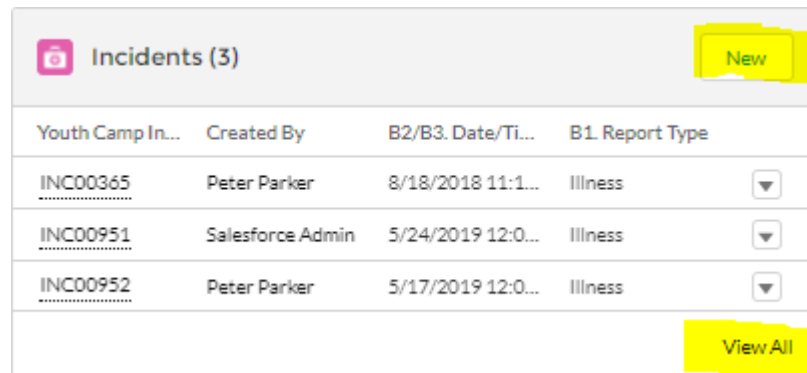 Incidents (3) New
Youth Camp In... Created By B2/B3. Date/Ti... B1. Report Type
INC00365 Peter Parker 8/18/2018 11:1... Illness
INC00951 Salesforce Admin 5/24/2019 12:0... Illness
INC00952 Peter Parker 5/17/2019 12:0... Illness
View All